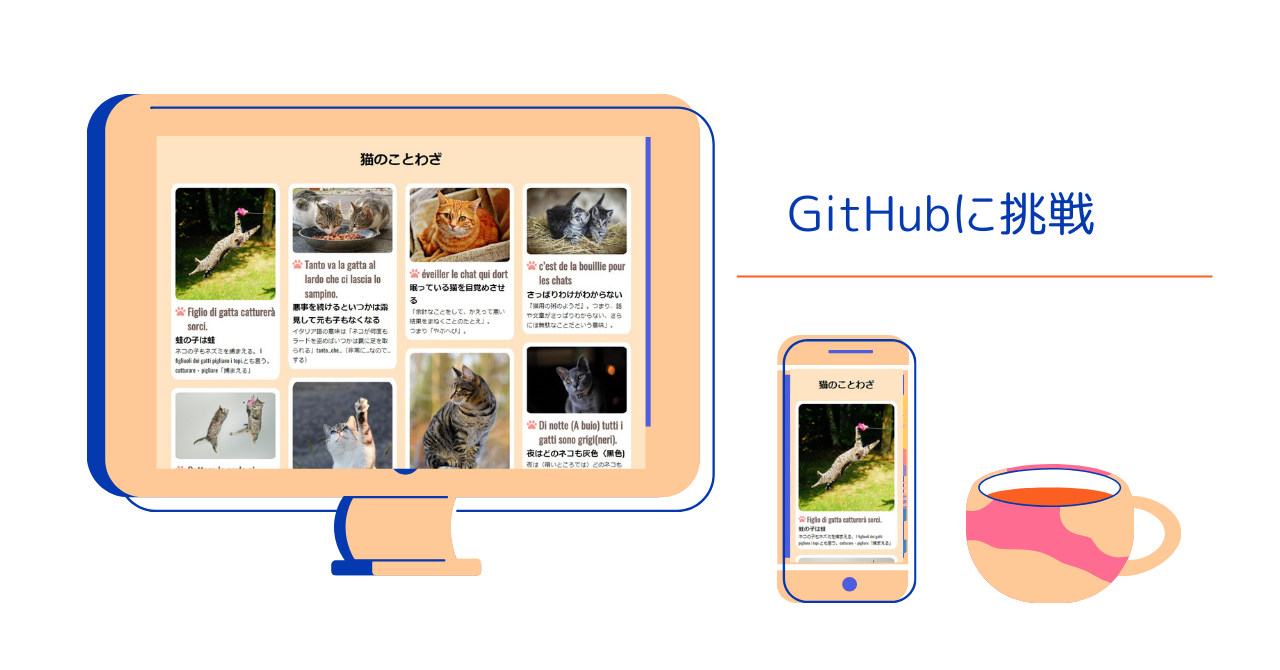 猫のことわざ
Figlio di gatta catturerà
sorci.
蛙の子は蛙
ネコの子もネズミを捕まえる。I
figliuoli dei gatti pigliano i topi.とも言う。
catturare・pigliare「捕まえる」
Tanto va la gatta al
lardo che ci lascia lo
sampino.
悪事を続けるといつかは露
見して元も子もなくなる
イタリア語の意味は「ネコが何度も
ラードを盗めばいつかは罠に足を取
られる」tanto…che…（非常に…なので…
する）
éveiller le chat qui dort
眠っている猫を目覚めさせ
る
「余計なことをして、かえって悪い
結果をまねくことのたとえ」。
つまり「やぶへび」。
c'est de la bouillie pour
les chats
さっぱりわけがわからない
『猫用の粥のようだ』。つまり、話
や文章がさっぱりわからない、さら
には無駄なことだという意味」。
Di notte (A buio) tutti i
gatti sono grigi(neri).
夜はどのネコも灰色（黒色)
夜は（暗いところでは）どのネコも
GitHubに挑戦
猫のことわざ
Figlio di gatta catturerà sorci.
蛙の子は蛙
ネコの子もネズミを捕まえる。I figliuoli dei gatti
pigliano i topi.とも言う。catturare・pigliare「捕まえる」